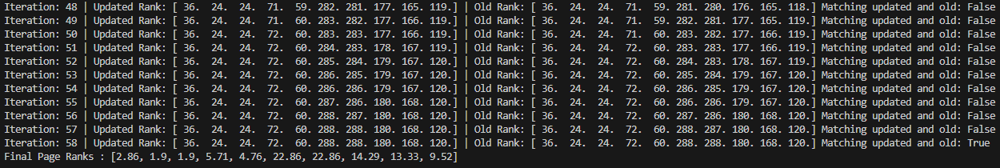 Iteration: 48 | Updated Rank: [ 36.  24.  24.  71.  59. 282. 281. 177. 165. 119.] | Old Rank: [ 36.  24.  24.  71.  59. 281. 280. 176. 165. 118.] Matching updated and old: False
Iteration: 49 | Updated Rank: [ 36.  24.  24.  71.  60. 283. 282. 177. 166. 119.] | Old Rank: [ 36.  24.  24.  71.  59. 282. 281. 177. 165. 119.] Matching updated and old: False
Iteration: 50 | Updated Rank: [ 36.  24.  24.  72.  60. 283. 283. 177. 166. 119.] | Old Rank: [ 36.  24.  24.  71.  60. 283. 282. 177. 166. 119.] Matching updated and old: False
Iteration: 51 | Updated Rank: [ 36.  24.  24.  72.  60. 284. 283. 178. 167. 119.] | Old Rank: [ 36.  24.  24.  72.  60. 283. 283. 177. 166. 119.] Matching updated and old: False
Iteration: 52 | Updated Rank: [ 36.  24.  24.  72.  60. 285. 284. 179. 167. 120.] | Old Rank: [ 36.  24.  24.  72.  60. 284. 283. 178. 167. 119.] Matching updated and old: False
Iteration: 53 | Updated Rank: [ 36.  24.  24.  72.  60. 286. 285. 179. 167. 120.] | Old Rank: [ 36.  24.  24.  72.  60. 285. 284. 179. 167. 120.] Matching updated and old: False
Iteration: 54 | Updated Rank: [ 36.  24.  24.  72.  60. 286. 286. 179. 167. 120.] | Old Rank: [ 36.  24.  24.  72.  60. 286. 285. 179. 167. 120.] Matching updated and old: False
Iteration: 55 | Updated Rank: [ 36.  24.  24.  72.  60. 287. 286. 180. 168. 120.] | Old Rank: [ 36.  24.  24.  72.  60. 286. 286. 179. 167. 120.] Matching updated and old: False
Iteration: 56 | Updated Rank: [ 36.  24.  24.  72.  60. 288. 287. 180. 168. 120.] | Old Rank: [ 36.  24.  24.  72.  60. 287. 286. 180. 168. 120.] Matching updated and old: False
Iteration: 57 | Updated Rank: [ 36.  24.  24.  72.  60. 288. 288. 180. 168. 120.] | Old Rank: [ 36.  24.  24.  72.  60. 288. 287. 180. 168. 120.] Matching updated and old: False
Iteration: 58 | Updated Rank: [ 36.  24.  24.  72.  60. 288. 288. 180. 168. 120.] | Old Rank: [ 36.  24.  24.  72.  60. 288. 288. 180. 168. 120.] Matching updated and old: True
Final Page Ranks : [2.86, 1.9, 1.9, 5.71, 4.76, 22.86, 22.86, 14.29, 13.33, 9.52]